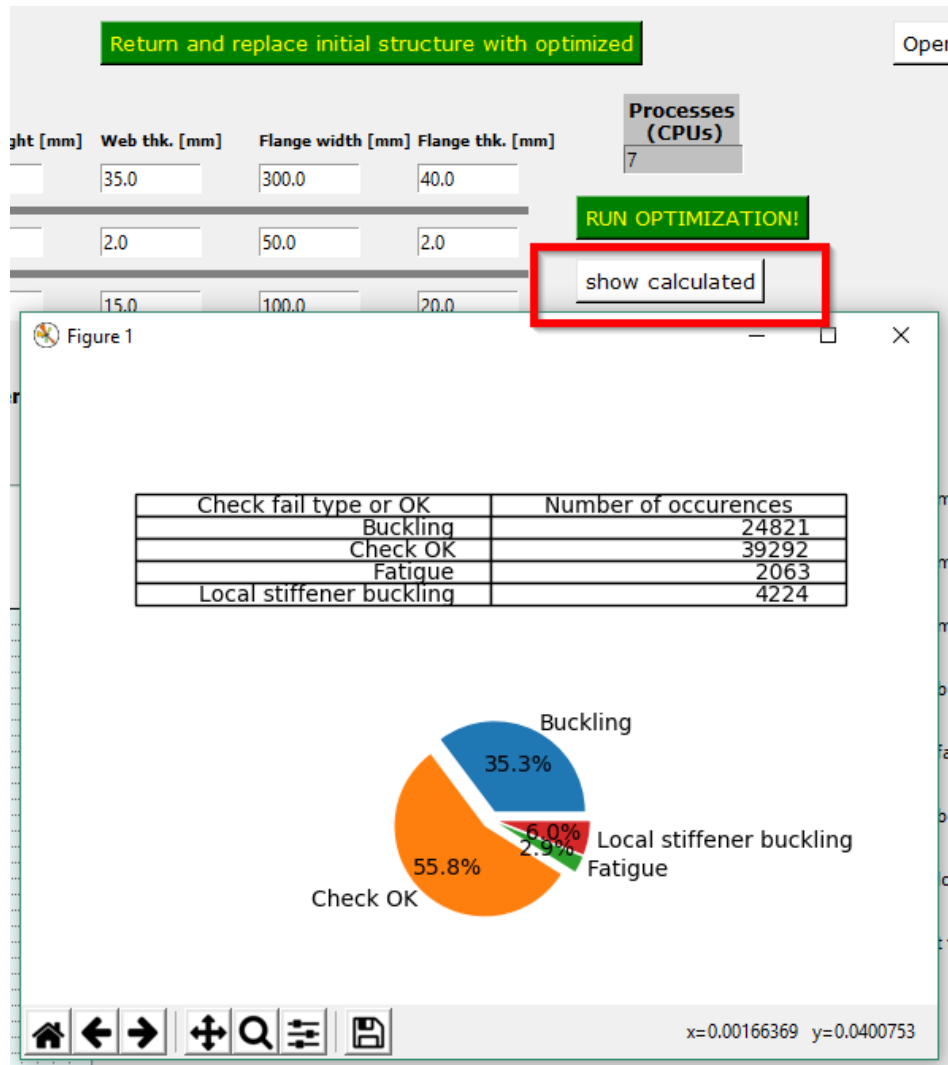 Return and replace initial structure with optimized
Processes
(CPUs)
Web thk. [mm] Flange width [mm] Flange thk. [mm]
7
35.0 300.0 40.0
RUN OPTIMIZATION!
2.0 50.0 2.0
show calculated
15.0 100.0 20.0
Figure 1
Check fail type or OK Number of occurences
Buckling 24821
Check OK 39292
Fatigue 2063
Local stiffener buckling 4224
Buckling
35.3%
6.0%
Local stiffener buckling
2.9%
Fatigue
55.8%
Check OK
x=0.00166369 y=0.0400753